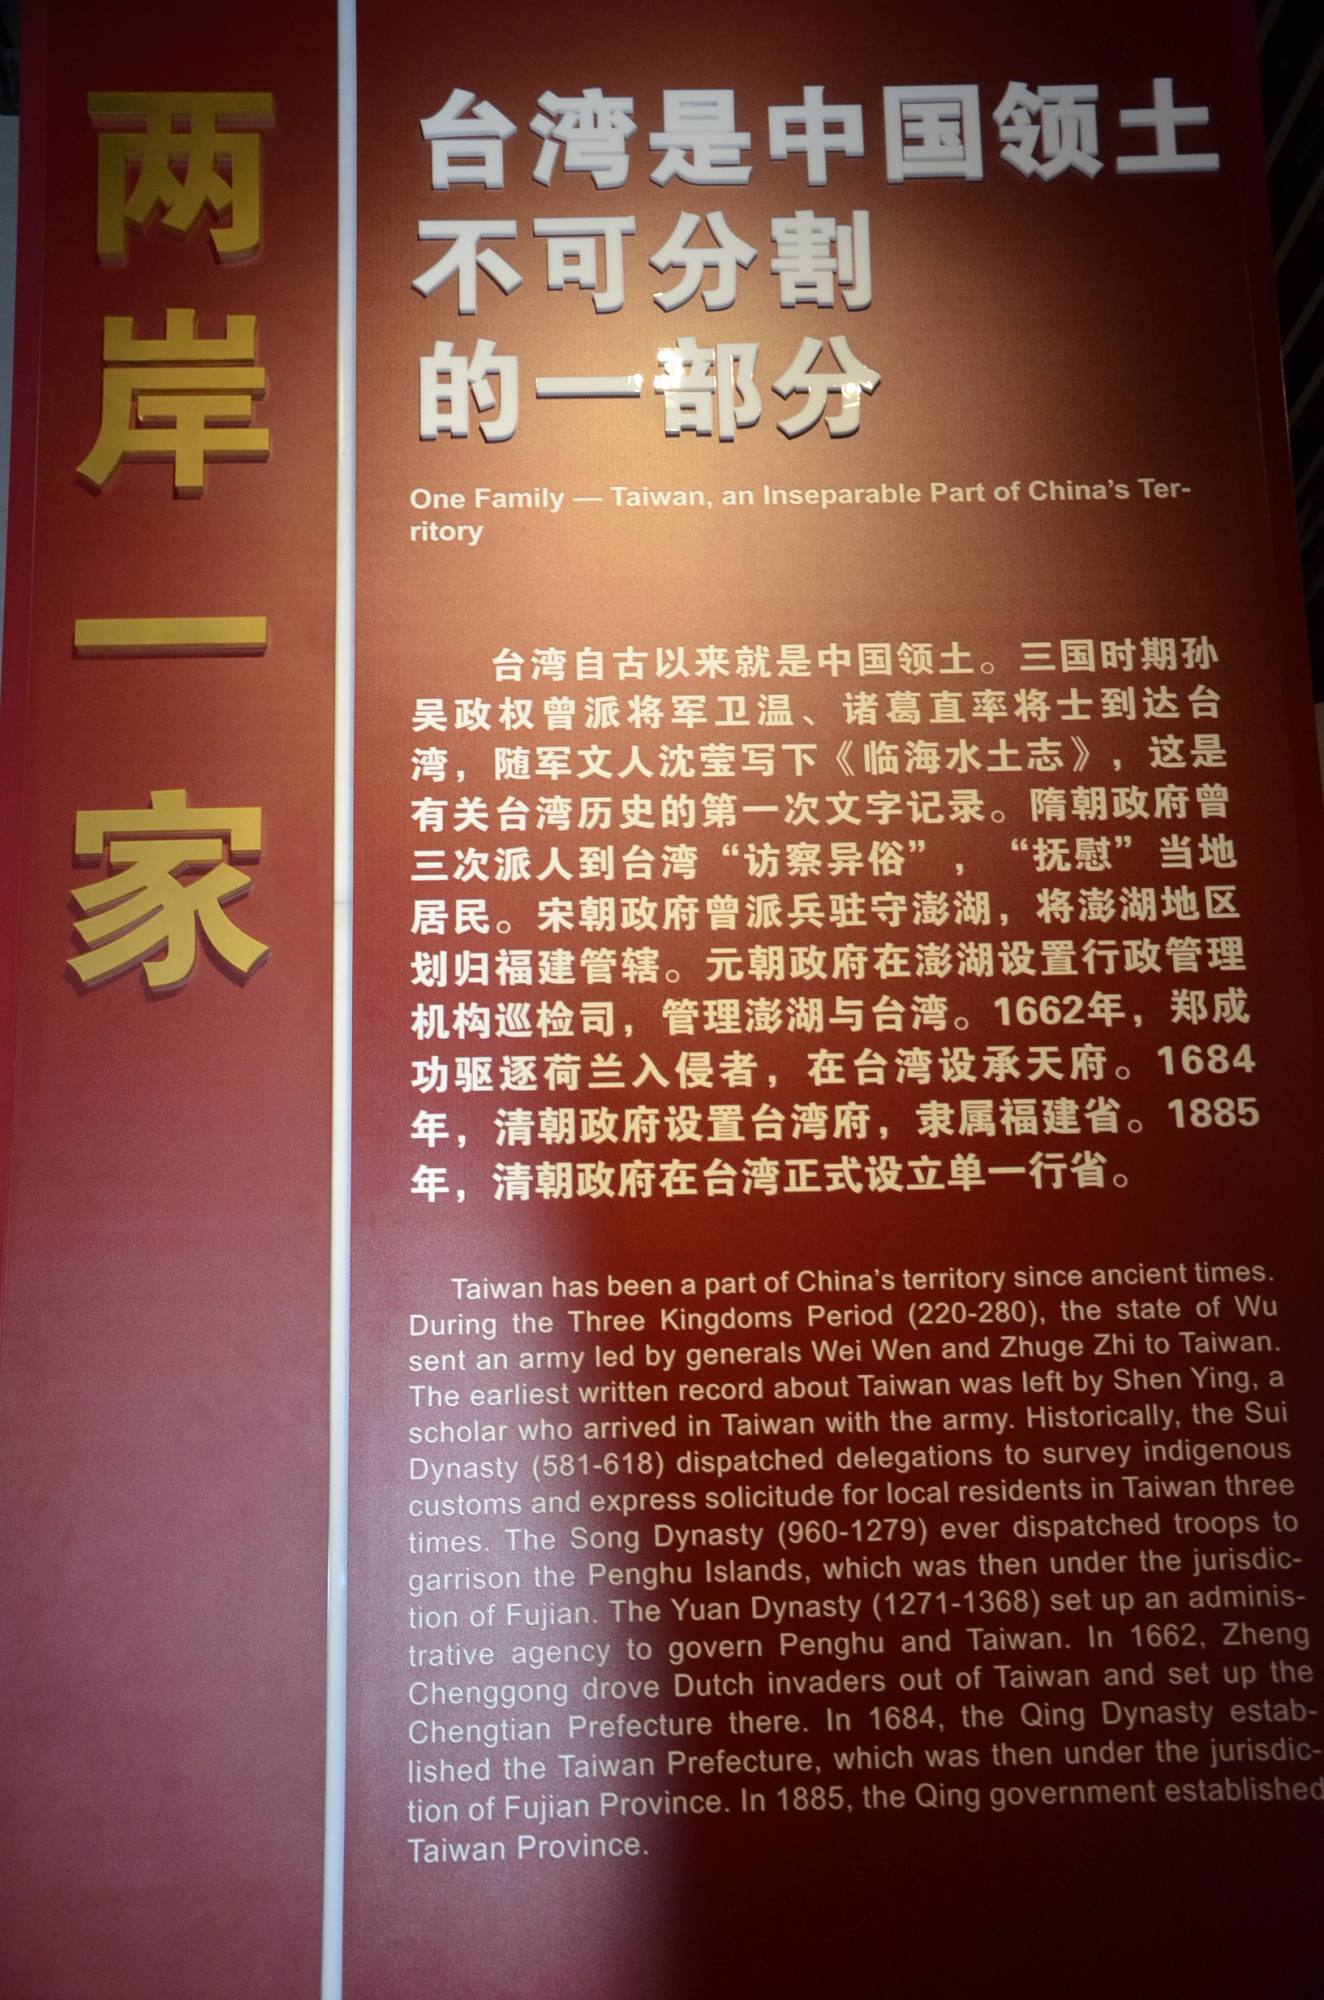 两岸一家
台湾是中国领土
不可分割
的一部分
One Family — Taiwan, an Inseparable Part of China's Ter-
ritory
台湾自古以来就是中国领土。三国时期孙
吴政权曾派将军卫温、诸葛直率将士到达台
湾，随军文人沈莹写下《临海水土志》，这是
有关台湾历史的第一次文字记录。隋朝政府曾
三次派人到台湾“访察异俗”，“抚慰”当地
居民。宋朝政府曾派兵驻守澎湖，将澎湖地区
划归福建管辖。元朝政府在澎湖设置行政管理
机构巡检司，管理澎湖与台湾。1662年，郑成
功驱逐荷兰入侵者，在台湾设承天府。1684
年，清朝政府设置台湾府，隶属福建省。1885
年，清朝政府在台湾正式设立单一行省。
Taiwan has been a part of China's territory since ancient times.
During the Three Kingdoms Period (220-280), the state of Wu
sent an army led by generals Wei Wen and Zhuge Zhi to Taiwan.
The earliest written record about Taiwan was left by Shen Ying, a
scholar who arrived in Taiwan with the army. Historically, the Sui
Dynasty (581-618) dispatched delegations to survey indigenous
customs and express solicitude for local residents in Taiwan three
times. The Song Dynasty (960-1279) ever dispatched troops to
garrison the Penghu Islands, which was then under the jurisdic-
tion of Fujian. The Yuan Dynasty (1271-1368) set up an adminis-
trative agency to govern Penghu and Taiwan. In 1662, Zheng
Chenggong drove Dutch invaders out of Taiwan and set up the
Chengtian Prefecture there. In 1684, the Qing Dynasty estab-
lished the Taiwan Prefecture, which was then under the jurisdic-
tion of Fujian Province. In 1885, the Qing government established
Taiwan Province.